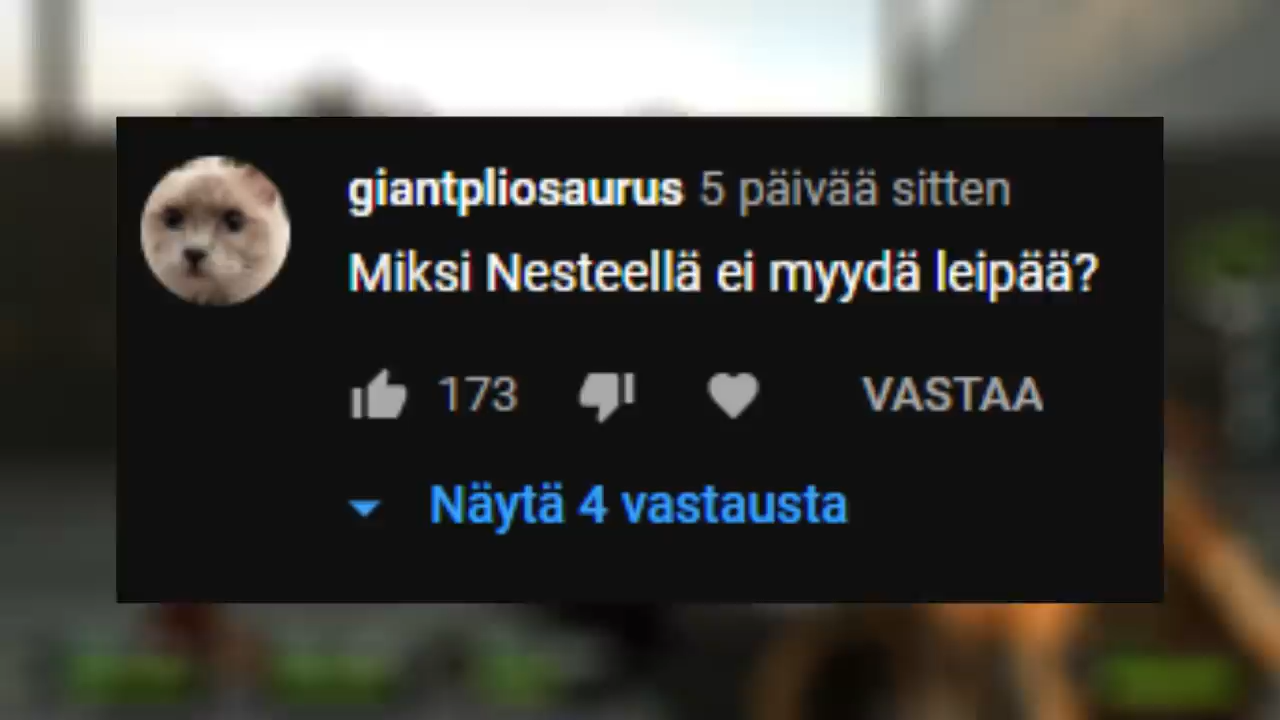 giantpliosaurus 5 päivää sitten
Miksi Nesteellä ei myydä leipää?
173 VASTAA
Näytä 4 vastausta